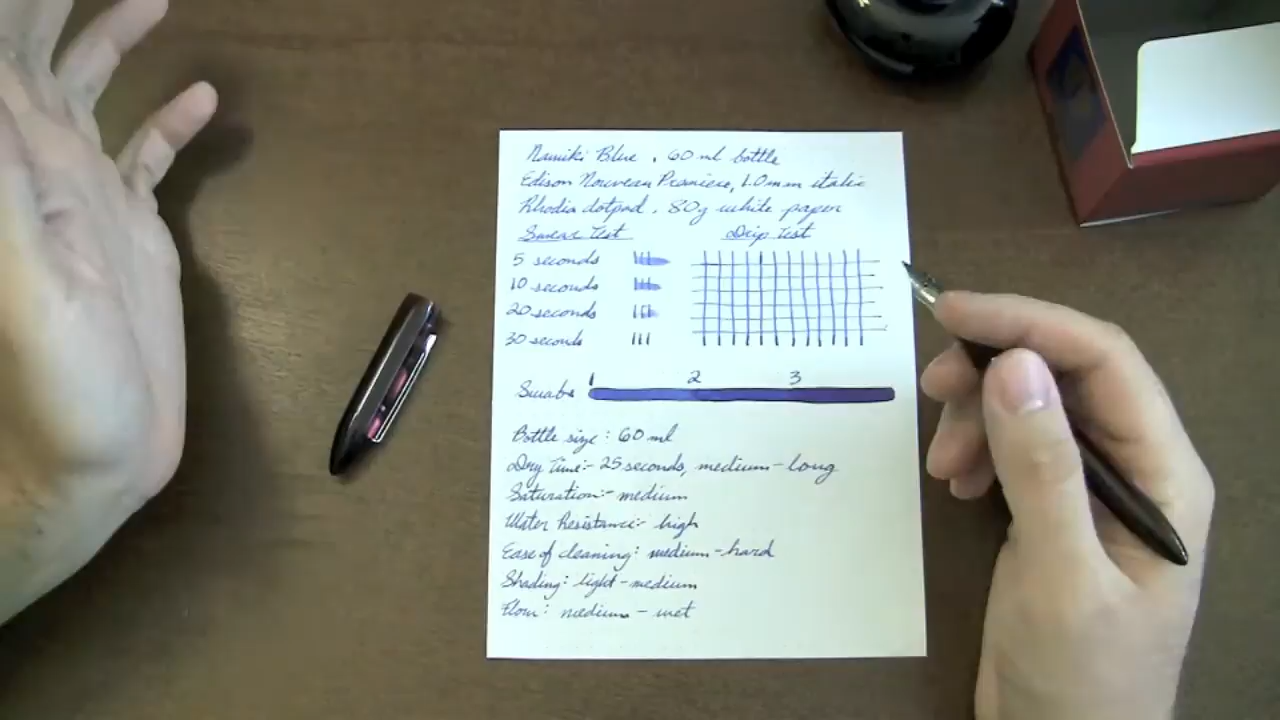 Namiki Blue, 60 ml bottle
Edison Nouveau Premiere, 1.0mm italic
Rhodia dotpad, 80g white paper
Smear Test Drip Test
5 seconds
10 seconds
20 seconds
30 seconds
1 2 3
Swabs
Bottle size: 60 ml
Dry Time:- 25 seconds, medium-long
Saturation:- medium
Water Resistance:- high
Ease of cleaning: medium-hard
Shading: light-medium
Flow: medium - wet